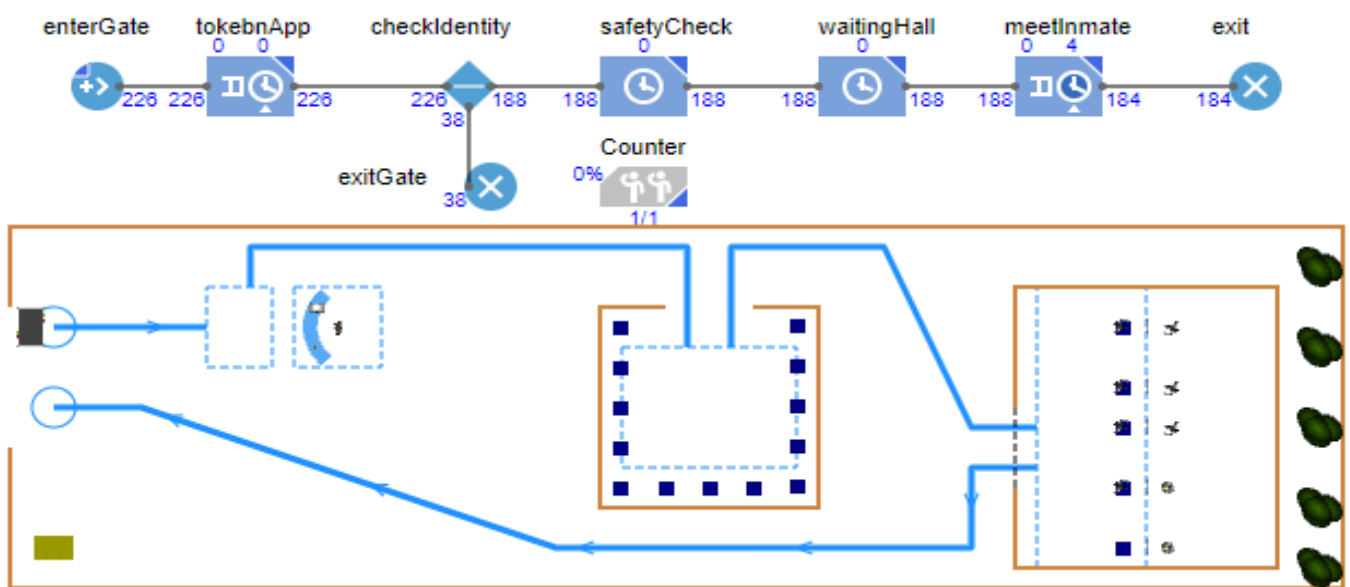 enterGate tokebnApp checkIdentity safetyCheck waitingHall meetInmate exit
0 0 0 0 0 4
226 226 226 226 188 188 188 188 188 188 184 184
38
Counter
exitGate 0%
38
1/1